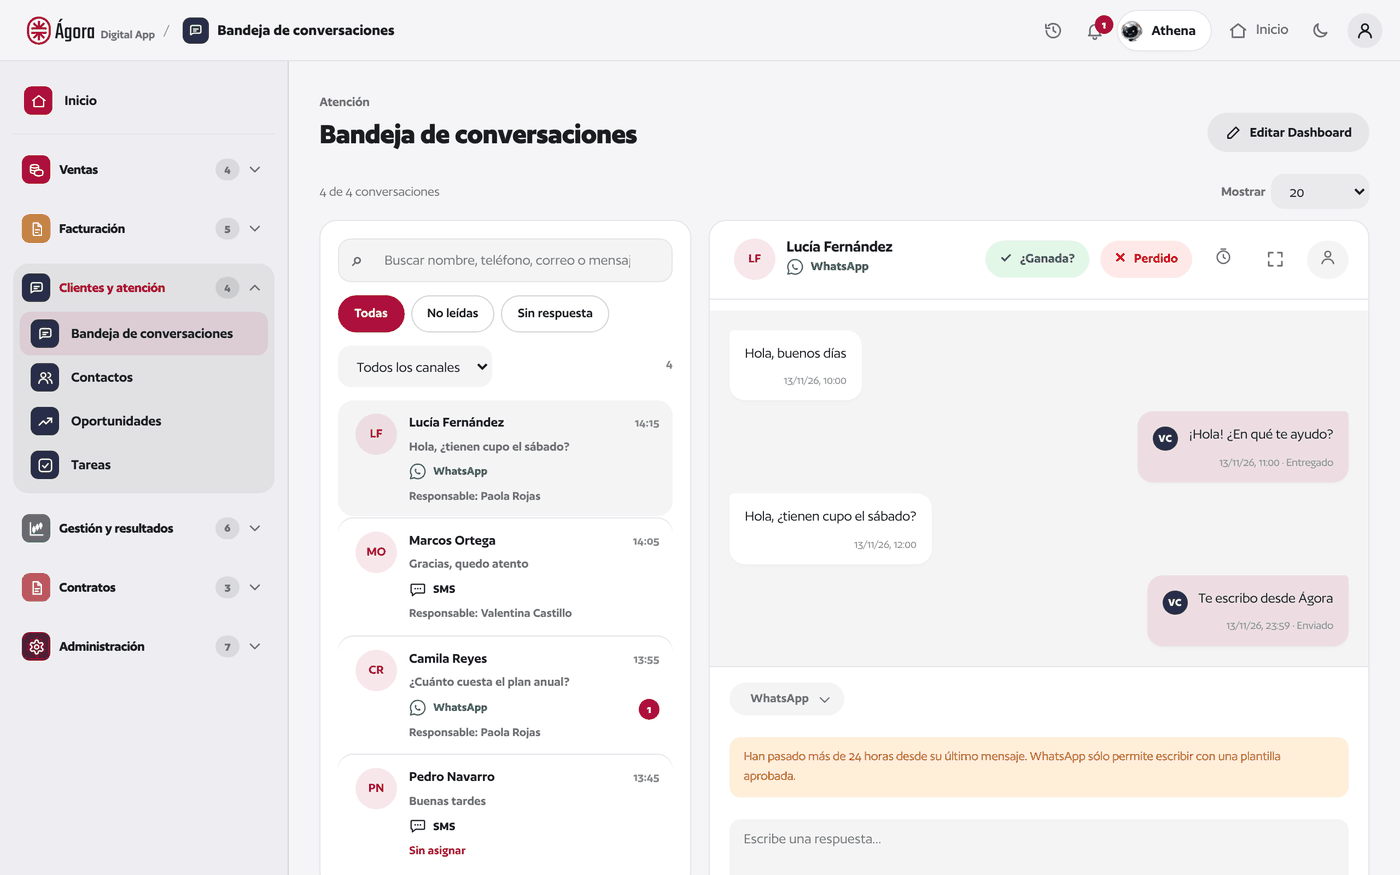 Ágora Digital App / Bandeja de conversaciones
1
Athena
Inicio
Inicio
Ventas 4
Facturación 5
Clientes y atención 4
Bandeja de conversaciones
Contactos
Oportunidades
Tareas
Gestión y resultados 6
Contratos 3
Administración 7
Atención
Bandeja de conversaciones
Editar Dashboard
4 de 4 conversaciones
Mostrar 20
Buscar nombre, teléfono, correo o mensaj
Todas No leídas Sin respuesta
Todos los canales 4
LF Lucía Fernández 14:15
Hola, ¿tienen cupo el sábado?
WhatsApp
Responsable: Paola Rojas
MO Marcos Ortega 14:05
Gracias, quedo atento
SMS
Responsable: Valentina Castillo
CR Camila Reyes 13:55
¿Cuánto cuesta el plan anual?
WhatsApp 1
Responsable: Paola Rojas
PN Pedro Navarro 13:45
Buenas tardes
SMS
Sin asignar
LF Lucía Fernández
WhatsApp
¿Ganada? Perdido
Hola, buenos días
13/11/26, 10:00
VC ¡Hola! ¿En qué te ayudo?
13/11/26, 11:00 · Entregado
Hola, ¿tienen cupo el sábado?
13/11/26, 12:00
VC Te escribo desde Ágora
13/11/26, 23:59 · Enviado
WhatsApp
Han pasado más de 24 horas desde su último mensaje. WhatsApp sólo permite escribir con una plantilla
aprobada.
Escribe una respuesta...